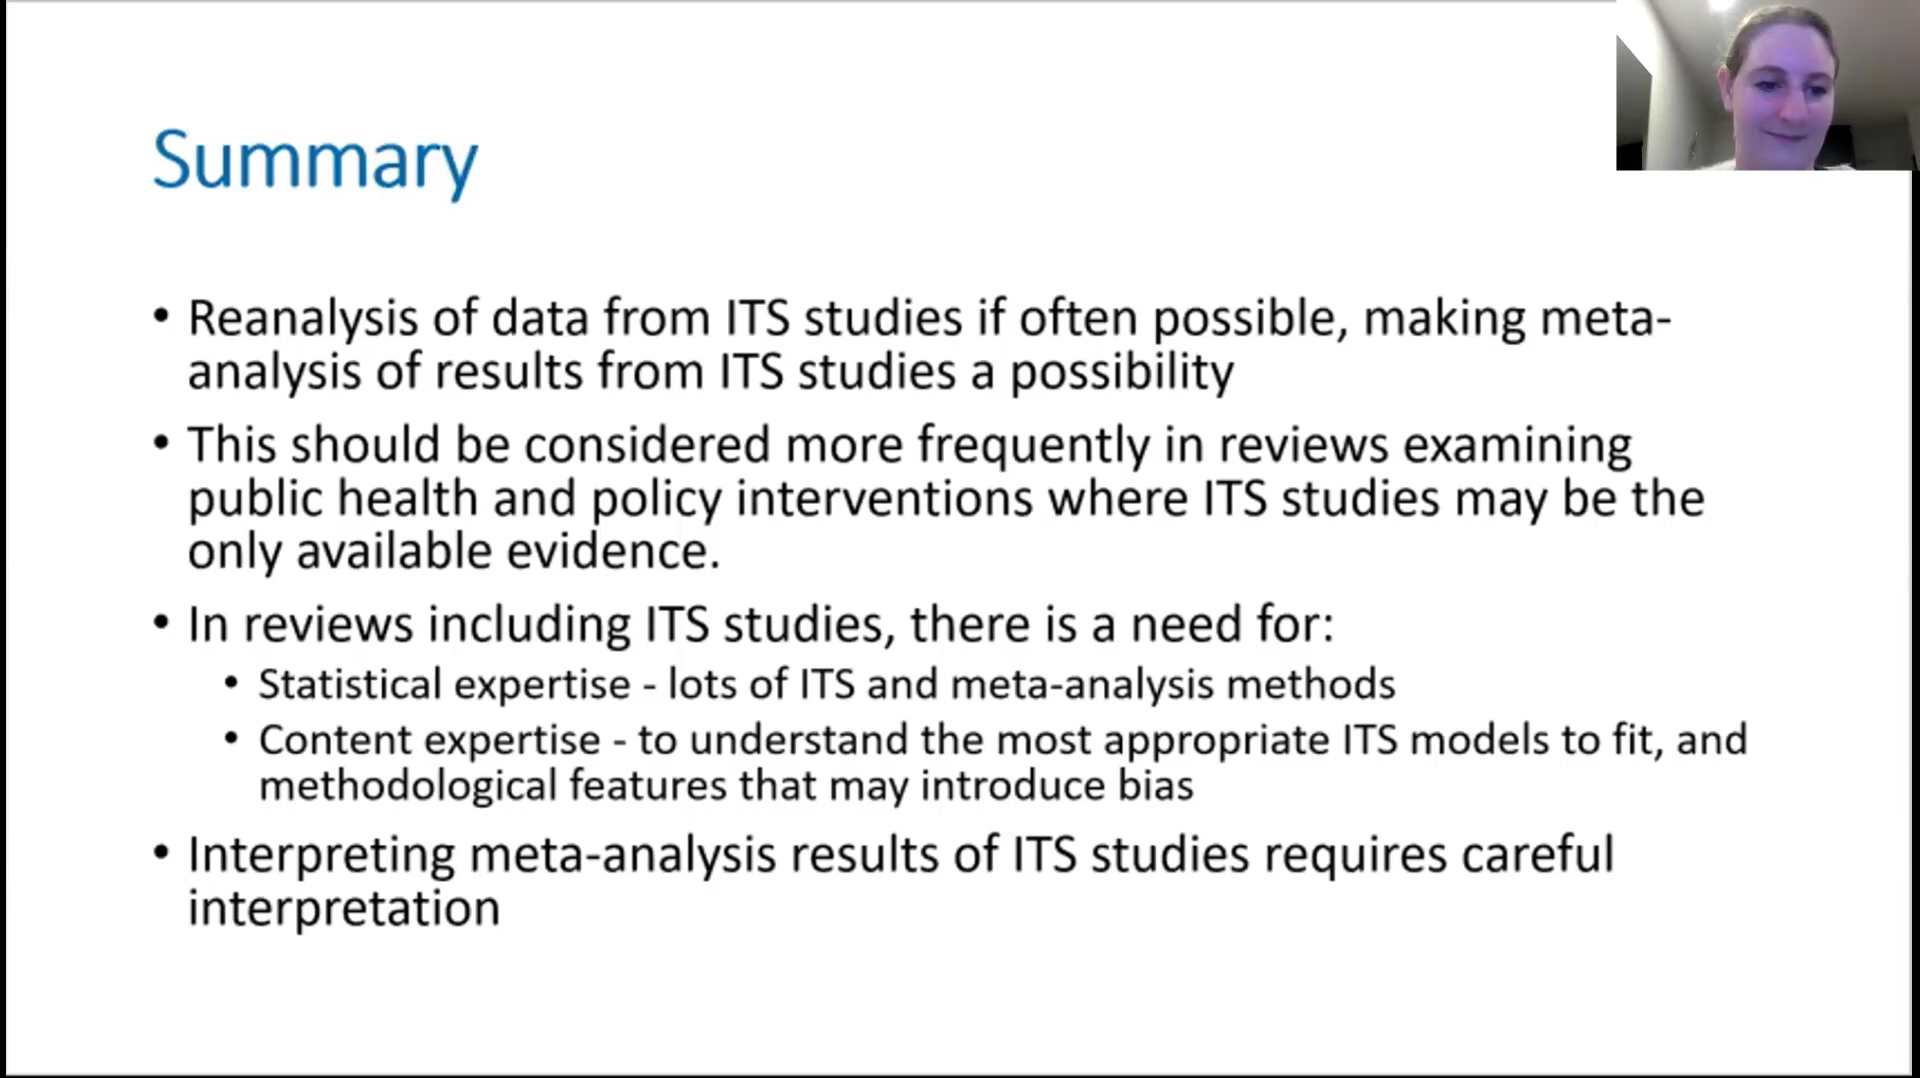 Summary
• Reanalysis of data from ITS studies if often possible, making meta-
analysis of results from ITS studies a possibility
• This should be considered more frequently in reviews examining
public health and policy interventions where ITS studies may be the
only available evidence.
• In reviews including ITS studies, there is a need for:
• Statistical expertise - lots of ITS and meta-analysis methods
• Content expertise - to understand the most appropriate ITS models to fit, and
methodological features that may introduce bias
• Interpreting meta-analysis results of ITS studies requires careful
interpretation